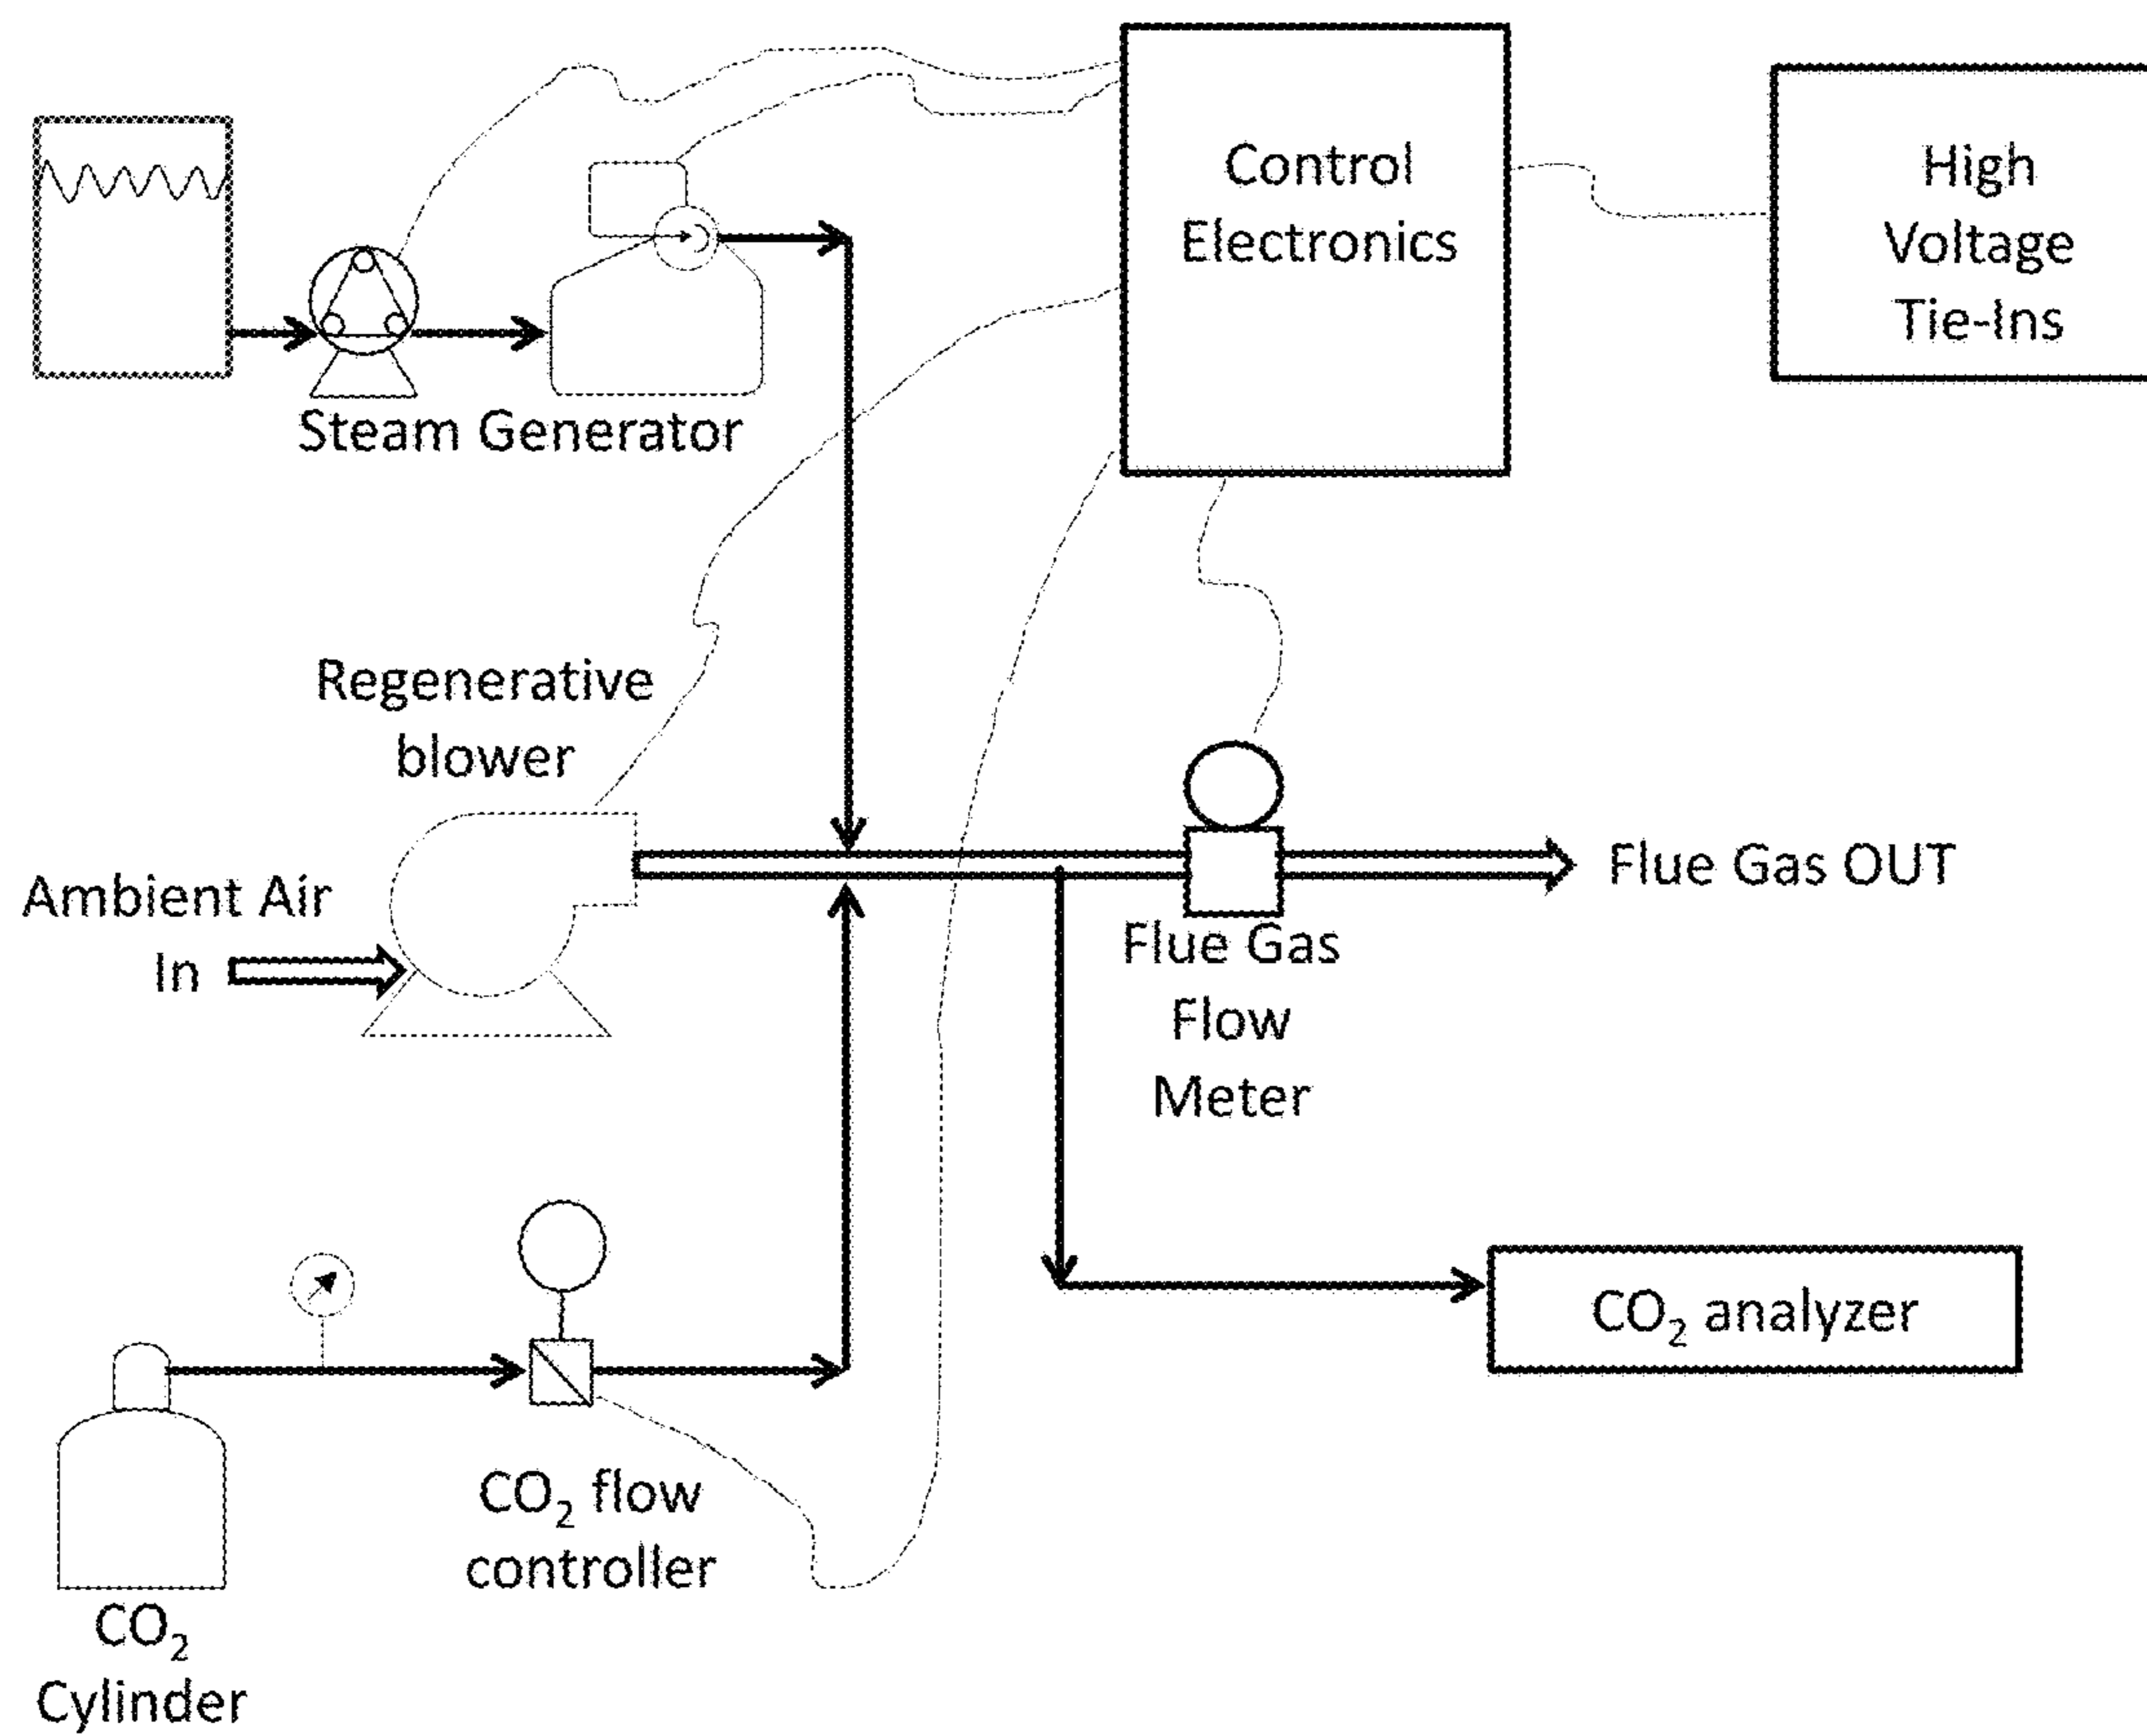 Control
Electronics
High
Voltage
Tie-Ins
Steam Generator
Regenerative
blower
Ambient Air
In
Flue Gas OUT
Flue Gas
Flow
Meter
CO₂ analyzer
CO₂ flow
controller
CO₂
Cylinder